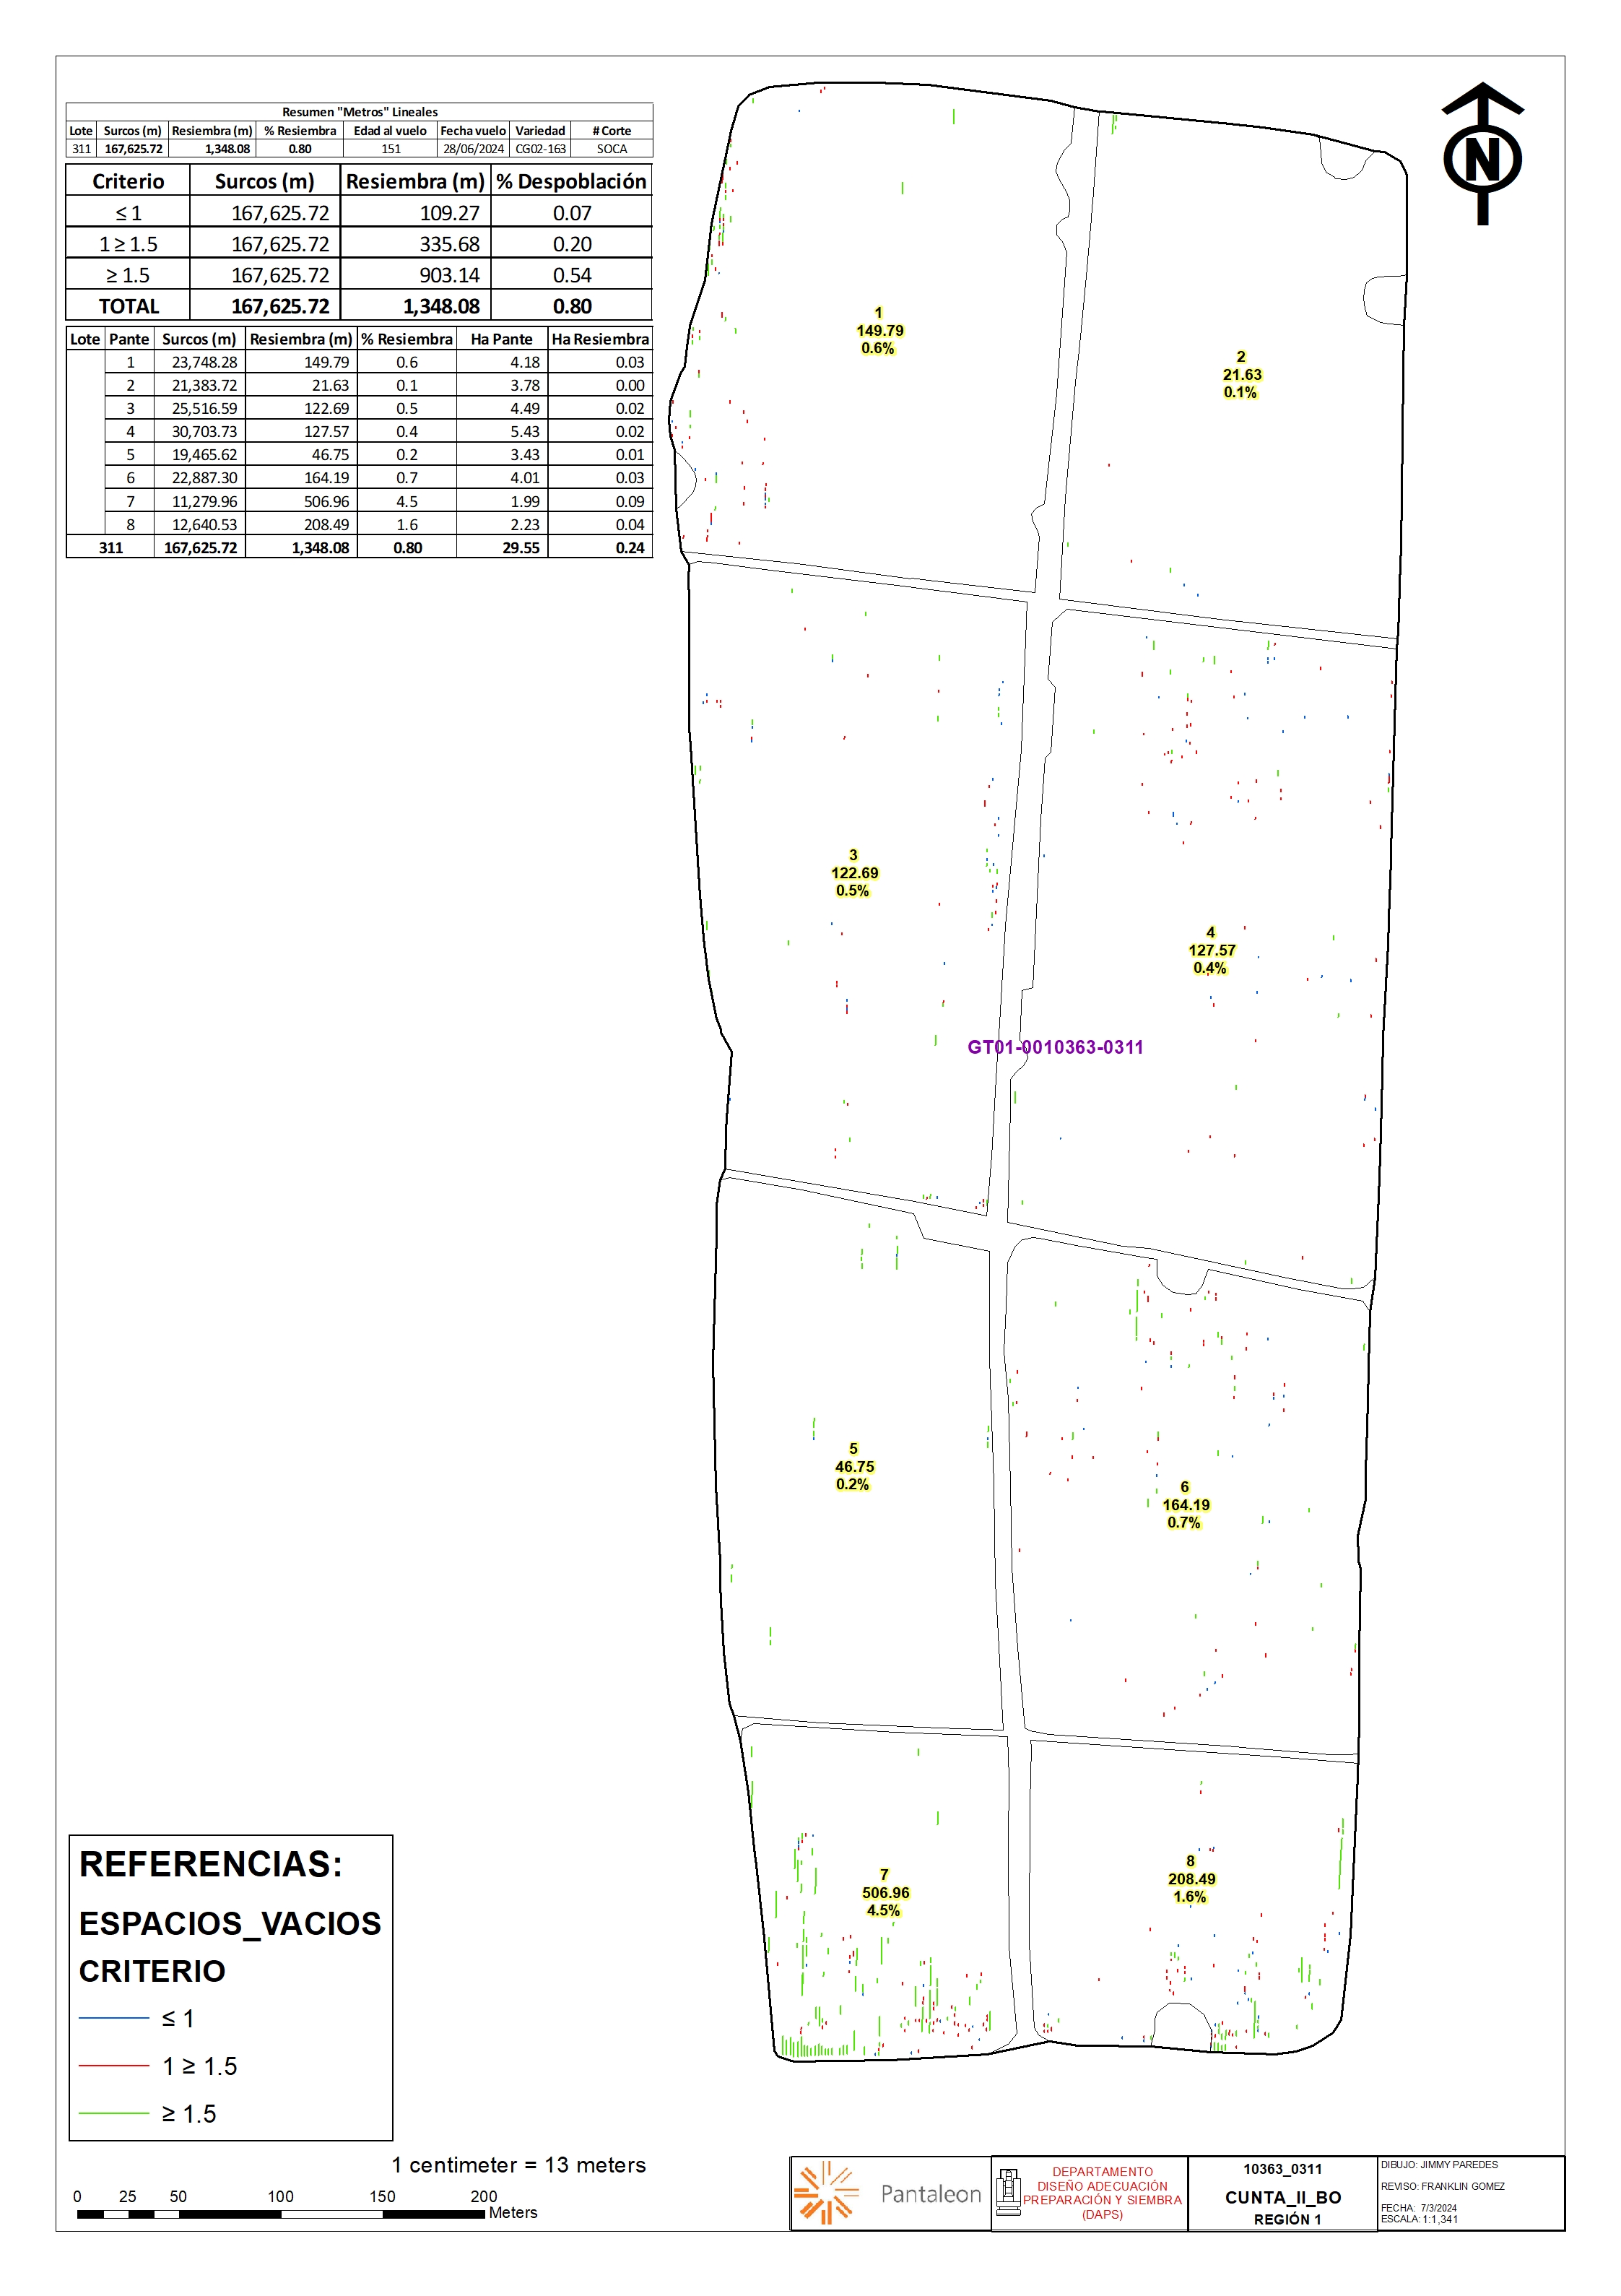 Resumen "Metros" Lineales
Lote Surcos (m) Resiembra (m) % Resiembra Edad al vuelo Fecha vuelo Variedad # Corte
311 167,625.72 1,348.08 0.80 151 28/06/2024 CG02-163 SOCA
Criterio Surcos (m) Resiembra (m) % Despoblación
≤ 1 167,625.72 109.27 0.07
1 ≥ 1.5 167,625.72 335.68 0.20
≥ 1.5 167,625.72 903.14 0.54
TOTAL 167,625.72 1,348.08 0.80
Lote Pante Surcos (m) Resiembra (m) % Resiembra Ha Pante Ha Resiembra
1 23,748.28 149.79 0.6 4.18 0.03
2 21,383.72 21.63 0.1 3.78 0.00
3 25,516.59 122.69 0.5 4.49 0.02
4 30,703.73 127.57 0.4 5.43 0.02
5 19,465.62 46.75 0.2 3.43 0.01
6 22,887.30 164.19 0.7 4.01 0.03
7 11,279.96 506.96 4.5 1.99 0.09
8 12,640.53 208.49 1.6 2.23 0.04
311 167,625.72 1,348.08 0.80 29.55 0.24
N
1
149.79
0.6%
2
21.63
0.1%
3
122.69
0.5%
4
127.57
0.4%
GT01-0010363-0311
5
46.75
0.2%
6
164.19
0.7%
7
506.96
4.5%
8
208.49
1.6%
REFERENCIAS:
ESPACIOS_VACIOS
CRITERIO
≤ 1
1 ≥ 1.5
≥ 1.5
1 centimeter = 13 meters
0 25 50 100 150 200
Meters
Pantaleon
DEPARTAMENTO
DISEÑO ADECUACIÓN
PREPARACIÓN Y SIEMBRA
(DAPS)
10363_0311
CUNTA_II_BO
REGIÓN 1
DIBUJO: JIMMY PAREDES
REVISO: FRANKLIN GOMEZ
FECHA: 7/3/2024
ESCALA: 1:1,341